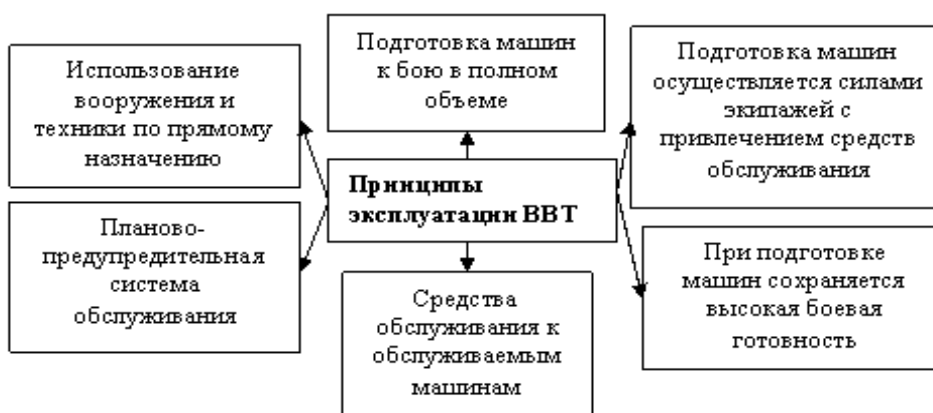 Использование
вооружения и
техники по прямому
назначению
Подготовка машин
к бою в полном
объеме
Подготовка машин
осуществляется силами
экипажей с
привлечением средств
обслуживания
Принципы
эксплуатации ВВТ
Планово-
предупредительная
система
обслуживания
Средства
обслуживания к
обслуживаемым
машинам
При подготовке
машин сохраняется
высокая боевая
готовность